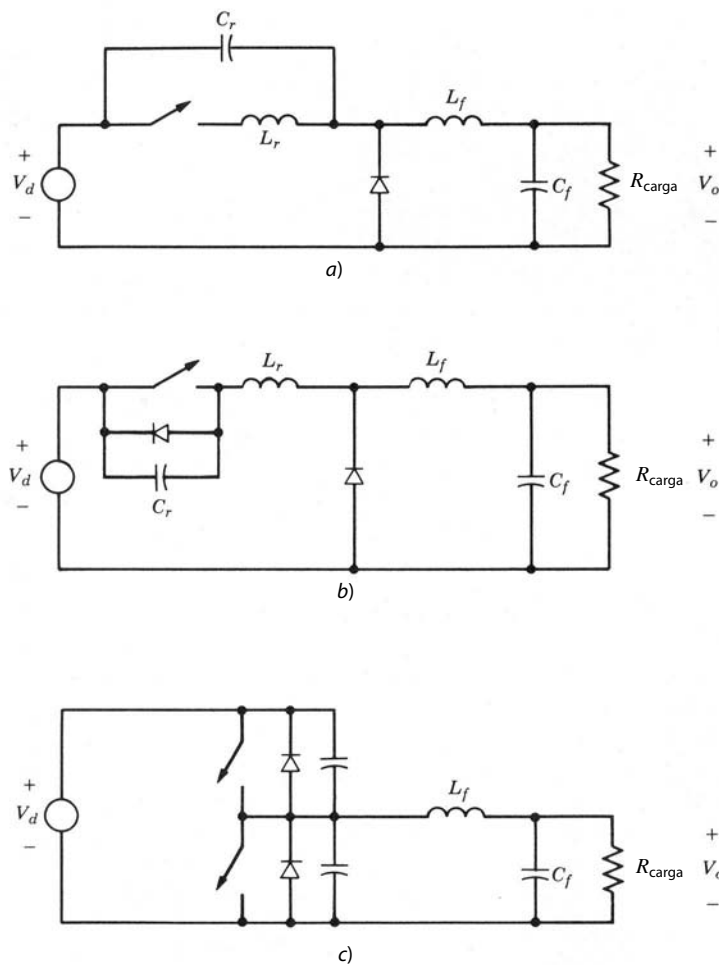 C_r
L_r
L_f
+
V_d
−
C_f
R_carga
+
V_o
−
a)
L_r
L_f
+
V_d
−
C_r
C_f
R_carga
+
V_o
−
b)
L_f
+
V_d
−
C_f
R_carga
+
V_o
−
c)